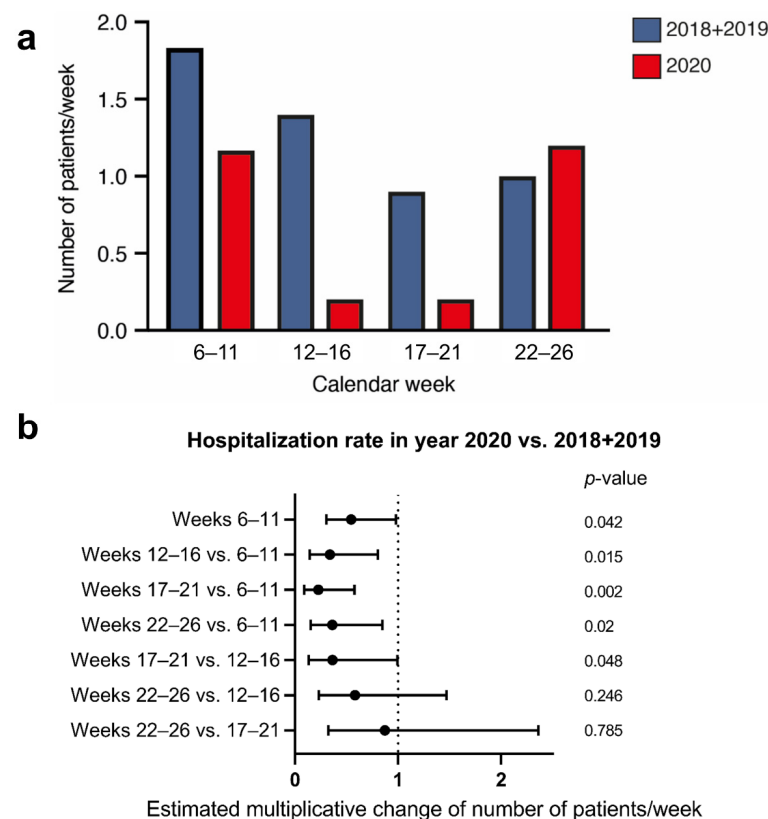 a
2018+2019
2020
Number of patients/week
2.0
1.5
1.0
0.5
0.0
6–11 12–16 17–21 22–26
Calendar week
b
Hospitalization rate in year 2020 vs. 2018+2019
p-value
Weeks 6–11 0.042
Weeks 12–16 vs. 6–11 0.015
Weeks 17–21 vs. 6–11 0.002
Weeks 22–26 vs. 6–11 0.02
Weeks 17–21 vs. 12–16 0.048
Weeks 22–26 vs. 12–16 0.246
Weeks 22–26 vs. 17–21 0.785
0 1 2
Estimated multiplicative change of number of patients/week